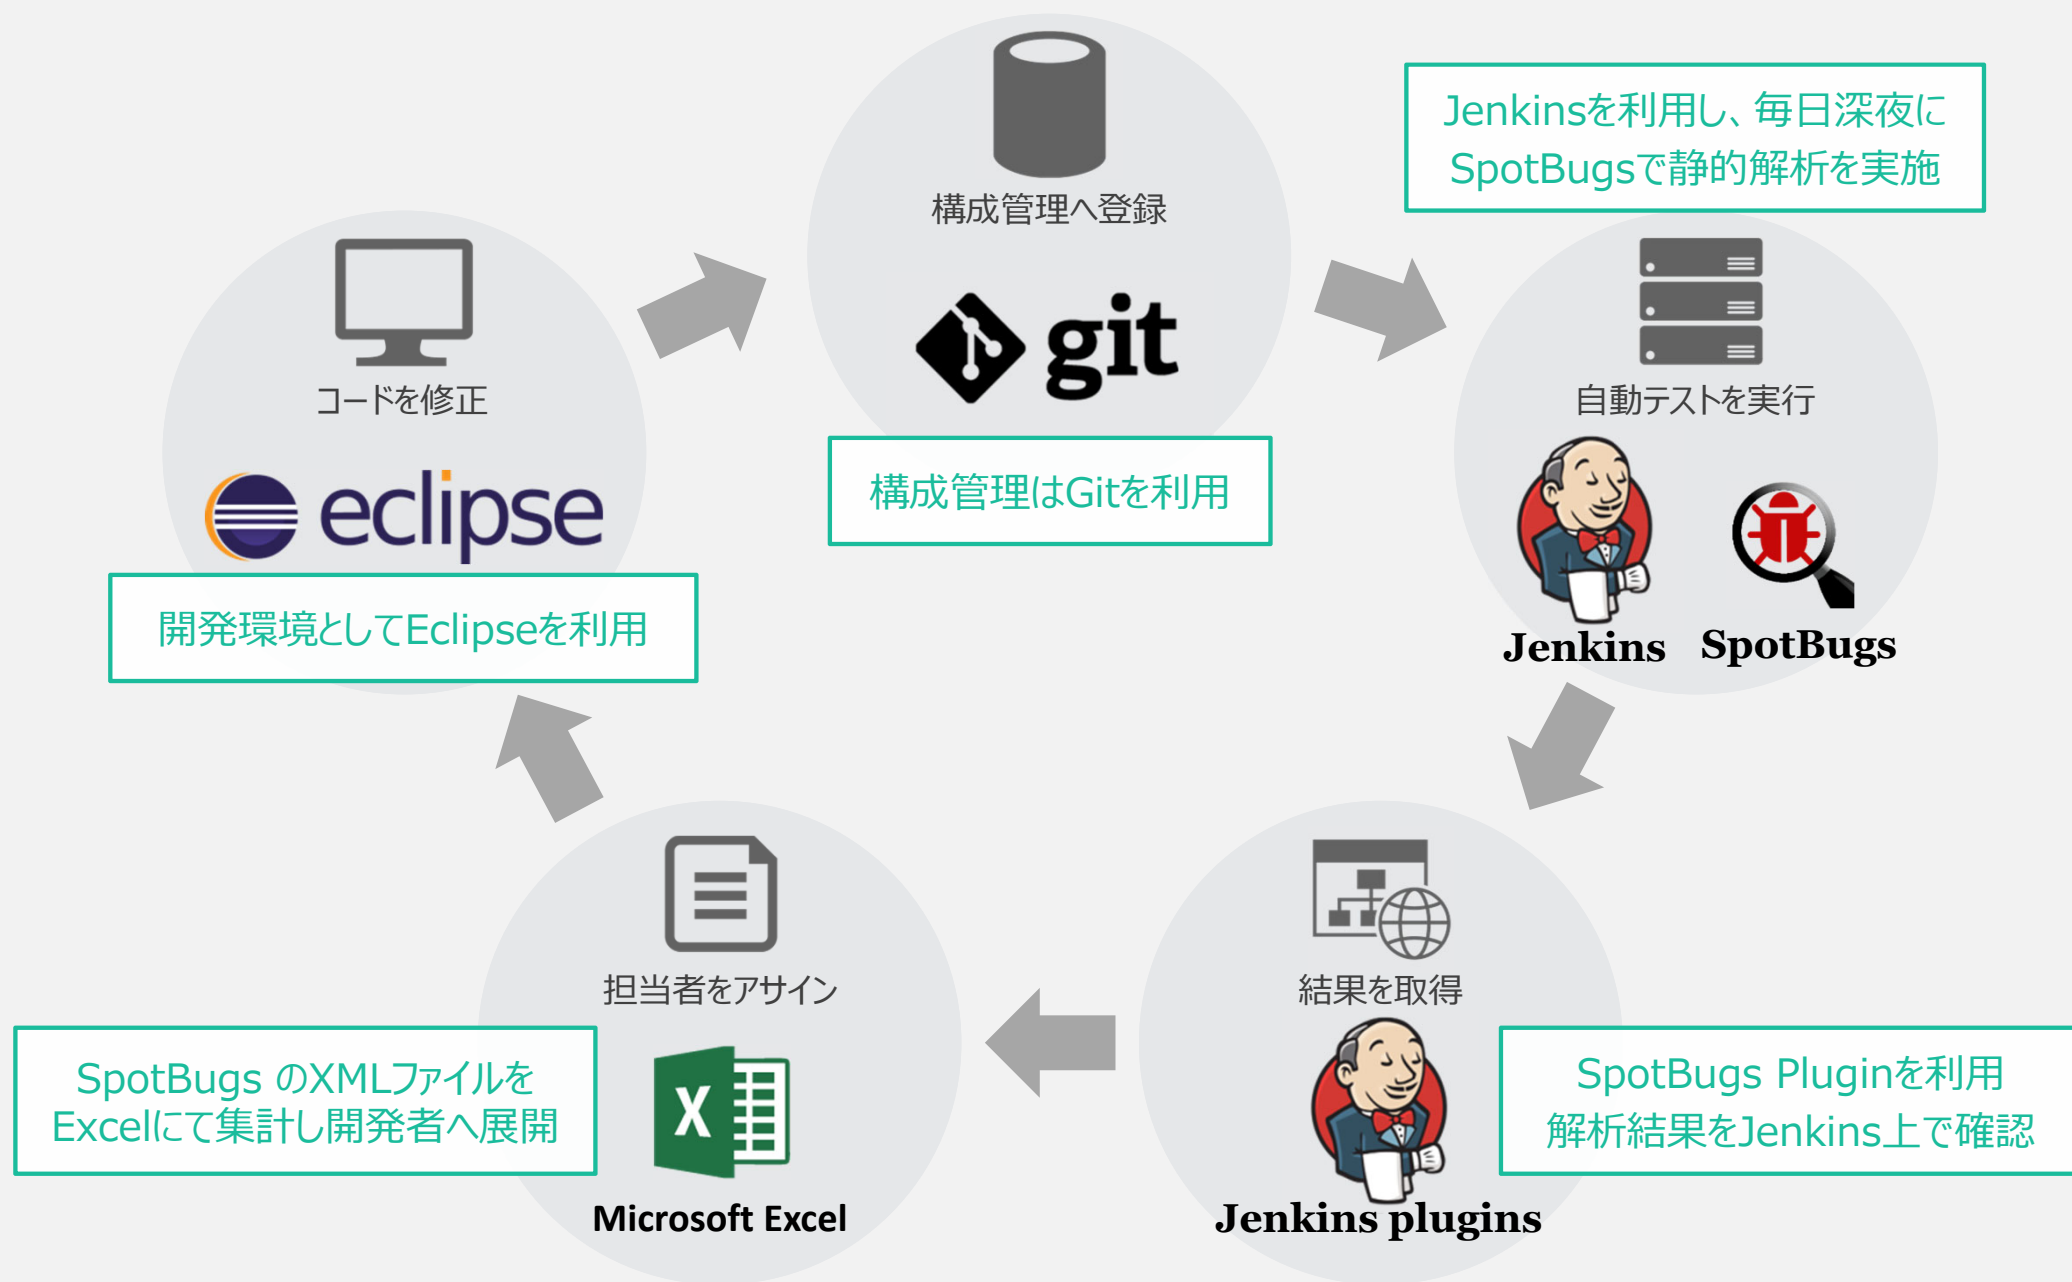 構成管理へ登録
git
構成管理はGitを利用
Jenkinsを利用し、毎日深夜に
SpotBugsで静的解析を実施
自動テストを実行
Jenkins
SpotBugs
コードを修正
eclipse
開発環境としてEclipseを利用
結果を取得
SpotBugs Pluginを利用
解析結果をJenkins上で確認
Jenkins plugins
担当者をアサイン
SpotBugs のXMLファイルを
Excelにて集計し開発者へ展開
X
Microsoft Excel